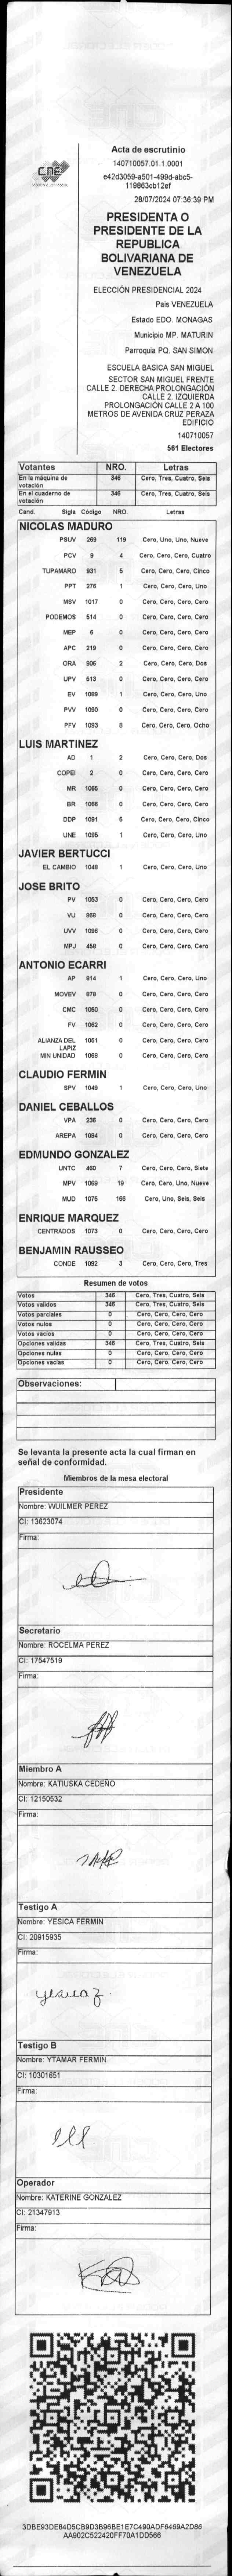 CNE
Acta de escrutinio
140710057.01.1.0001
e42d3059-a501-499d-abc5-
119863cb12ef
28/07/2024 07:36:39 PM
PRESIDENTA O
PRESIDENTE DE LA
REPUBLICA
BOLIVARIANA DE
VENEZUELA
ELECCIÓN PRESIDENCIAL 2024
Pais VENEZUELA
Estado EDO. MONAGAS
Municipio MP. MATURIN
Parroquia PQ. SAN SIMON
ESCUELA BASICA SAN MIGUEL
SECTOR SAN MIGUEL FRENTE
CALLE 2. DERECHA PROLONGACIÓN
CALLE 2. IZQUIERDA
PROLONGACIÓN CALLE 2 A 100
METROS DE AVENIDA CRUZ PERAZA
EDIFICIO
140710057
561 Electores
Votantes NRO. Letras
En la máquina de votación 346 Cero, Tres, Cuatro, Seis
En el cuaderno de votación 346 Cero, Tres, Cuatro, Seis
Cand. Sigla Código NRO. Letras
NICOLAS MADURO
PSUV 269 119 Cero, Uno, Uno, Nueve
PCV 9 4 Cero, Cero, Cero, Cuatro
TUPAMARO 931 5 Cero, Cero, Cero, Cinco
PPT 276 1 Cero, Cero, Cero, Uno
MSV 1017 0 Cero, Cero, Cero, Cero
PODEMOS 514 0 Cero, Cero, Cero, Cero
MEP 6 0 Cero, Cero, Cero, Cero
APC 219 0 Cero, Cero, Cero, Cero
ORA 906 2 Cero, Cero, Cero, Dos
UPV 513 0 Cero, Cero, Cero, Cero
EV 1089 1 Cero, Cero, Cero, Uno
PVV 1090 0 Cero, Cero, Cero, Cero
PFV 1093 8 Cero, Cero, Cero, Ocho
LUIS MARTINEZ
AD 1 2 Cero, Cero, Cero, Dos
COPEI 2 0 Cero, Cero, Cero, Cero
MR 1065 0 Cero, Cero, Cero, Cero
BR 1066 0 Cero, Cero, Cero, Cero
DDP 1091 5 Cero, Cero, Cero, Cinco
UNE 1095 1 Cero, Cero, Cero, Uno
JAVIER BERTUCCI
EL CAMBIO 1048 1 Cero, Cero, Cero, Uno
JOSE BRITO
PV 1053 0 Cero, Cero, Cero, Cero
VU 868 0 Cero, Cero, Cero, Cero
UVV 1096 0 Cero, Cero, Cero, Cero
MPJ 458 0 Cero, Cero, Cero, Cero
ANTONIO ECARRI
AP 814 1 Cero, Cero, Cero, Uno
MOVEV 878 0 Cero, Cero, Cero, Cero
CMC 1060 0 Cero, Cero, Cero, Cero
FV 1062 0 Cero, Cero, Cero, Cero
ALIANZA DEL LAPIZ 1051 0 Cero, Cero, Cero, Cero
MIN UNIDAD 1068 0 Cero, Cero, Cero, Cero
CLAUDIO FERMIN
SPV 1049 1 Cero, Cero, Cero, Uno
DANIEL CEBALLOS
VPA 236 0 Cero, Cero, Cero, Cero
AREPA 1094 0 Cero, Cero, Cero, Cero
EDMUNDO GONZALEZ
UNTC 460 7 Cero, Cero, Cero, Siete
MPV 1069 19 Cero, Cero, Uno, Nueve
MUD 1075 166 Cero, Uno, Seis, Seis
ENRIQUE MARQUEZ
CENTRADOS 1073 0 Cero, Cero, Cero, Cero
BENJAMIN RAUSSEO
CONDE 1092 3 Cero, Cero, Cero, Tres
Resumen de votos
Votos 346 Cero, Tres, Cuatro, Seis
Votos validos 346 Cero, Tres, Cuatro, Seis
Votos parciales 0 Cero, Cero, Cero, Cero
Votos nulos 0 Cero, Cero, Cero, Cero
Votos vacios 0 Cero, Cero, Cero, Cero
Opciones validas 346 Cero, Tres, Cuatro, Seis
Opciones nulas 0 Cero, Cero, Cero, Cero
Opciones vacias 0 Cero, Cero, Cero, Cero
Observaciones:
Se levanta la presente acta la cual firman en
señal de conformidad.
Miembros de la mesa electoral
Presidente
Nombre: WUILMER PEREZ
CI: 13623074
Firma:
Secretario
Nombre: ROCELMA PEREZ
CI: 17547519
Firma:
Miembro A
Nombre: KATIUSKA CEDEÑO
CI: 12150532
Firma:
Testigo A
Nombre: YESICA FERMIN
CI: 20915935
Firma:
yesica f
Testigo B
Nombre: YTAMAR FERMIN
CI: 10301651
Firma:
Operador
Nombre: KATERINE GONZALEZ
CI: 21347913
Firma:
3DBE93DE84D5CB9D3B96BE1E7C490ADF6469A2D86
AA902C522420FF70A1DD566